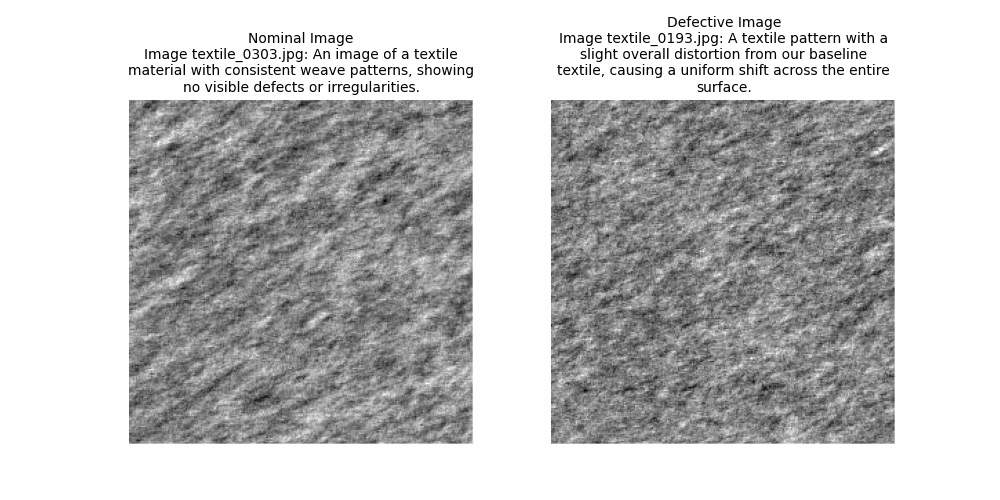 Nominal Image
Image textile_0303.jpg: An image of a textile
material with consistent weave patterns, showing
no visible defects or irregularities.
Defective Image
Image textile_0193.jpg: A textile pattern with a
slight overall distortion from our baseline
textile, causing a uniform shift across the entire
surface.